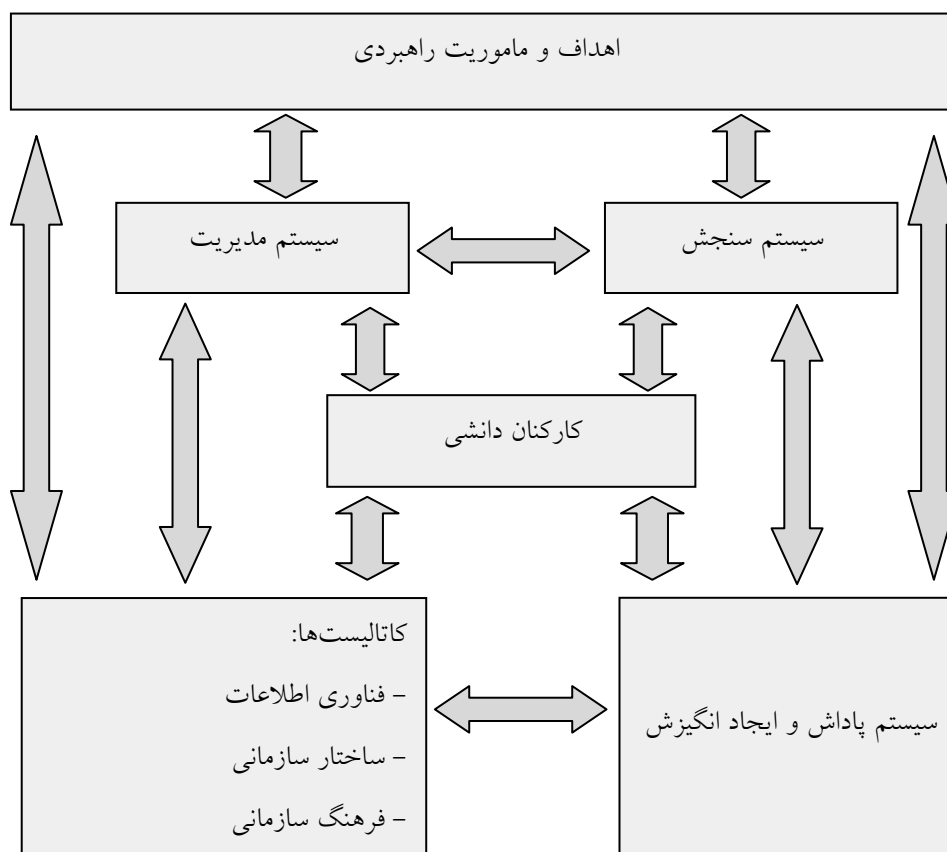 اهداف و ماموریت راهبردی
سیستم سنجش
سیستم مدیریت
کارکنان دانشی
سیستم پاداش و ایجاد انگیزش
کاتالیست‌ها:
– فناوری اطلاعات
– ساختار سازمانی
– فرهنگ سازمانی